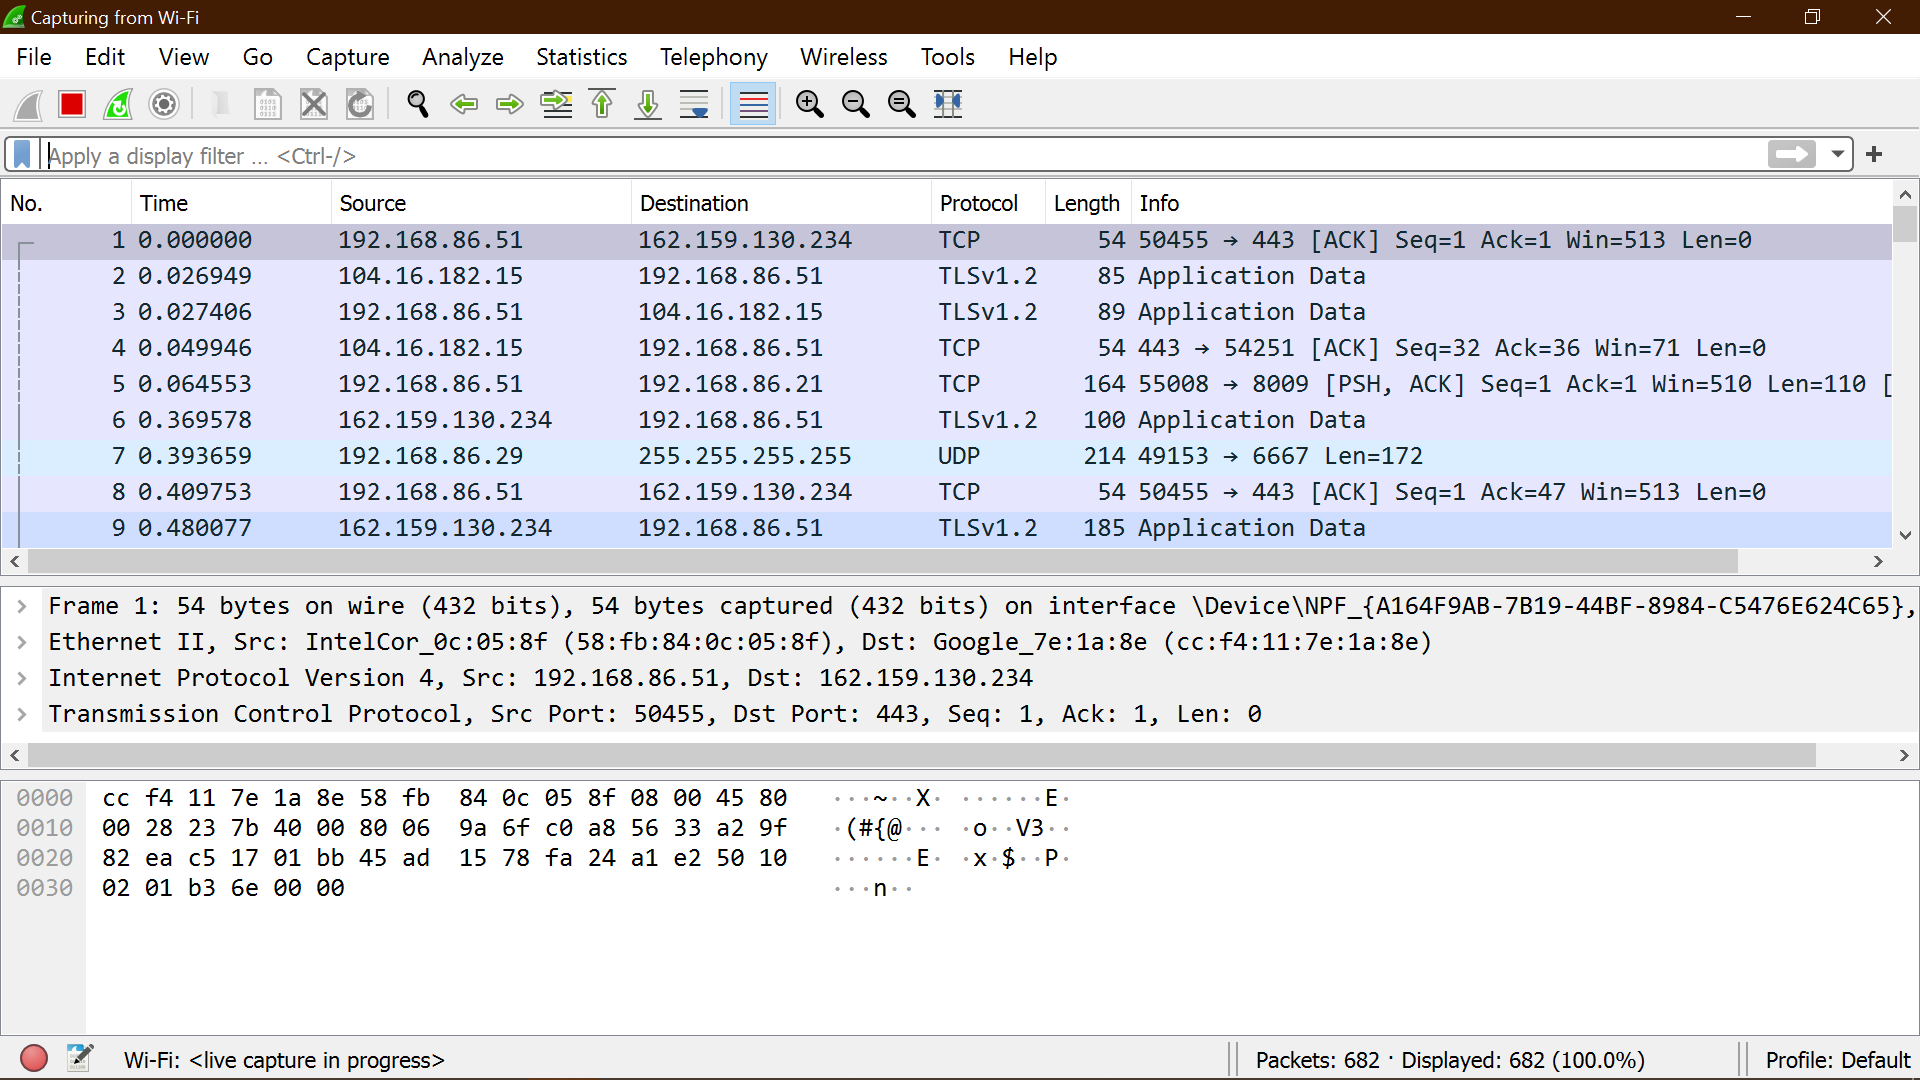 Capturing from Wi-Fi
File Edit View Go Capture Analyze Statistics Telephony Wireless Tools Help
Apply a display filter ... <Ctrl-/>
No. Time Source Destination Protocol Length Info
1 0.000000 192.168.86.51 162.159.130.234 TCP 54 50455 → 443 [ACK] Seq=1 Ack=1 Win=513 Len=0
2 0.026949 104.16.182.15 192.168.86.51 TLSv1.2 85 Application Data
3 0.027406 192.168.86.51 104.16.182.15 TLSv1.2 89 Application Data
4 0.049946 104.16.182.15 192.168.86.51 TCP 54 443 → 54251 [ACK] Seq=32 Ack=36 Win=71 Len=0
5 0.064553 192.168.86.51 192.168.86.21 TCP 164 55008 → 8009 [PSH, ACK] Seq=1 Ack=1 Win=510 Len=110 [
6 0.369578 162.159.130.234 192.168.86.51 TLSv1.2 100 Application Data
7 0.393659 192.168.86.29 255.255.255.255 UDP 214 49153 → 6667 Len=172
8 0.409753 192.168.86.51 162.159.130.234 TCP 54 50455 → 443 [ACK] Seq=1 Ack=47 Win=513 Len=0
9 0.480077 162.159.130.234 192.168.86.51 TLSv1.2 185 Application Data
Frame 1: 54 bytes on wire (432 bits), 54 bytes captured (432 bits) on interface \Device\NPF_{A164F9AB-7B19-44BF-8984-C5476E624C65},
Ethernet II, Src: IntelCor_0c:05:8f (58:fb:84:0c:05:8f), Dst: Google_7e:1a:8e (cc:f4:11:7e:1a:8e)
Internet Protocol Version 4, Src: 192.168.86.51, Dst: 162.159.130.234
Transmission Control Protocol, Src Port: 50455, Dst Port: 443, Seq: 1, Ack: 1, Len: 0
0000 cc f4 11 7e 1a 8e 58 fb 84 0c 05 8f 08 00 45 80 ···~··X· ······E·
0010 00 28 23 7b 40 00 80 06 9a 6f c0 a8 56 33 a2 9f ·(#{@··· ·o··V3··
0020 82 ea c5 17 01 bb 45 ad 15 78 fa 24 a1 e2 50 10 ······E· ·x·$··P·
0030 02 01 b3 6e 00 00 ···n··
Wi-Fi: <live capture in progress> Packets: 682 · Displayed: 682 (100.0%) Profile: Default